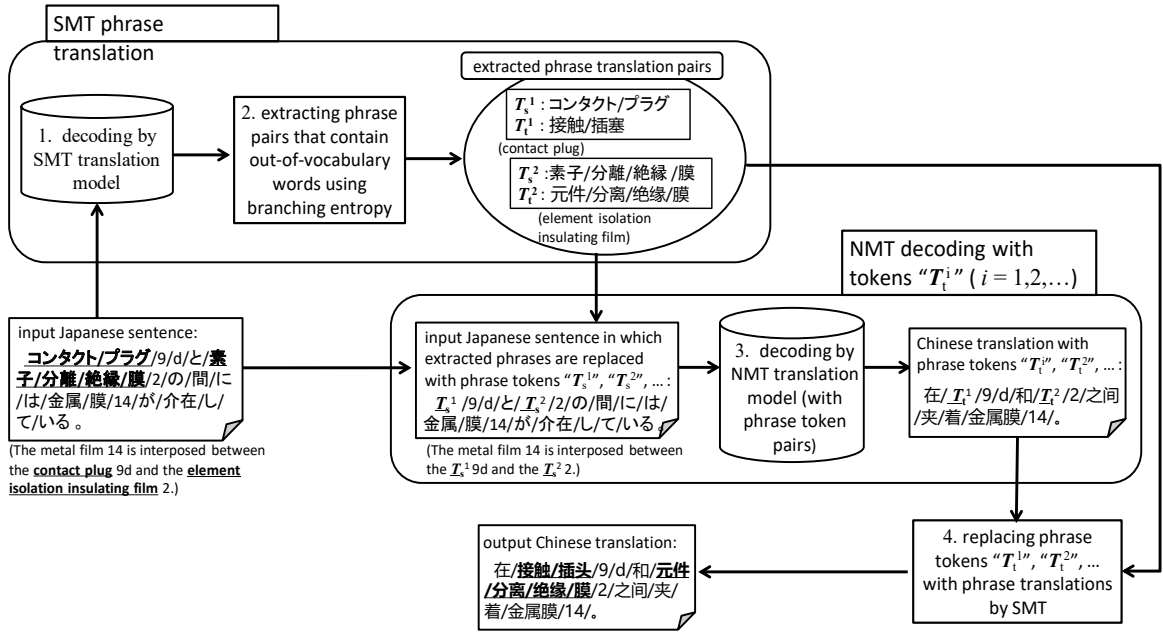 SMT phrase
translation
1. decoding by
SMT translation
model
2. extracting phrase
pairs that contain
out-of-vocabulary
words using
branching entropy
extracted phrase translation pairs
Tₛ¹ : コンタクト/プラグ
Tₜ¹ : 接触/插塞
(contact plug)
Tₛ² : 素子/分離/絶縁 /膜
Tₜ² : 元件/分离/绝缘/膜
(element isolation
insulating film)
NMT decoding with
tokens “Tₜⁱ ” ( i = 1,2,…)
input Japanese sentence:
コンタクト/プラグ/9/d/と/素
子/分離/絶縁/膜/2/の/間/に
/は/金属/膜/14/が/介在/し/
て/いる 。
(The metal film 14 is interposed between
the contact plug 9d and the element
isolation insulating film 2.)
input Japanese sentence in which
extracted phrases are replaced
with phrase tokens “Tₛ¹”, “Tₛ²”, … :
Tₛ¹ /9/d/と/Tₛ² /2/の/間/に/は/
金属/膜/14/が/介在/し/て/いる 。
(The metal film 14 is interposed between
the Tₛ¹ 9d and the Tₛ² 2.)
3. decoding by
NMT translation
model (with
phrase token
pairs)
Chinese translation with
phrase tokens “Tₜⁱ”, “Tₜ²”, … :
在/Tₜ¹ /9/d/和/Tₜ² /2/之间
/夹/着/金属膜/14/。
4. replacing phrase
tokens “Tₜ¹”, “Tₜ²”, …
with phrase translations
by SMT
output Chinese translation:
在/接触/插头/9/d/和/元件
/分离/绝缘/膜/2/之间/夹/
着/金属膜/14/。